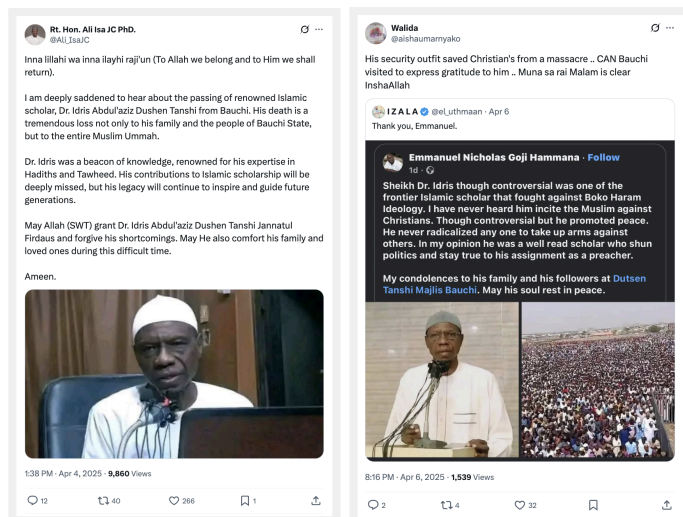 Rt. Hon. Ali Isa JC PhD.
@Ali_IsaJC
Inna lillahi wa inna ilayhi raji'un (To Allah we belong and to Him we shall
return).
I am deeply saddened to hear about the passing of renowned Islamic
scholar, Dr. Idris Abdul'aziz Dushen Tanshi from Bauchi. His death is a
tremendous loss not only to his family and the people of Bauchi State,
but to the entire Muslim Ummah.
Dr. Idris was a beacon of knowledge, renowned for his expertise in
Hadiths and Tawheed. His contributions to Islamic scholarship will be
deeply missed, but his legacy will continue to inspire and guide future
generations.
May Allah (SWT) grant Dr. Idris Abdul'aziz Dushen Tanshi Jannatul
Firdaus and forgive his shortcomings. May He also comfort his family and
loved ones during this difficult time.
Ameen.
1:38 PM · Apr 4, 2025 · 9,860 Views
12 40 266 1
Walida
@aishaumarnyako
His security outfit saved Christian's from a massacre .. CAN Bauchi
visited to express gratitude to him .. Muna sa rai Malam is clear
InshaAllah
I Z A L A @el_uthmaan · Apr 6
Thank you, Emmanuel.
Emmanuel Nicholas Goji Hammana · Follow
1d ·
Sheikh Dr. Idris though controversial was one of the
frontier Islamic scholar that fought against Boko Haram
Ideology. I have never heard him incite the Muslim against
Christians. Though controversial but he promoted peace.
He never radicalized any one to take up arms against
others. In my opinion he was a well read scholar who shun
politics and stay true to his assignment as a preacher.
My condolences to his family and his followers at Dutsen
Tanshi Majlis Bauchi. May his soul rest in peace.
8:16 PM · Apr 6, 2025 · 1,539 Views
2 4 32